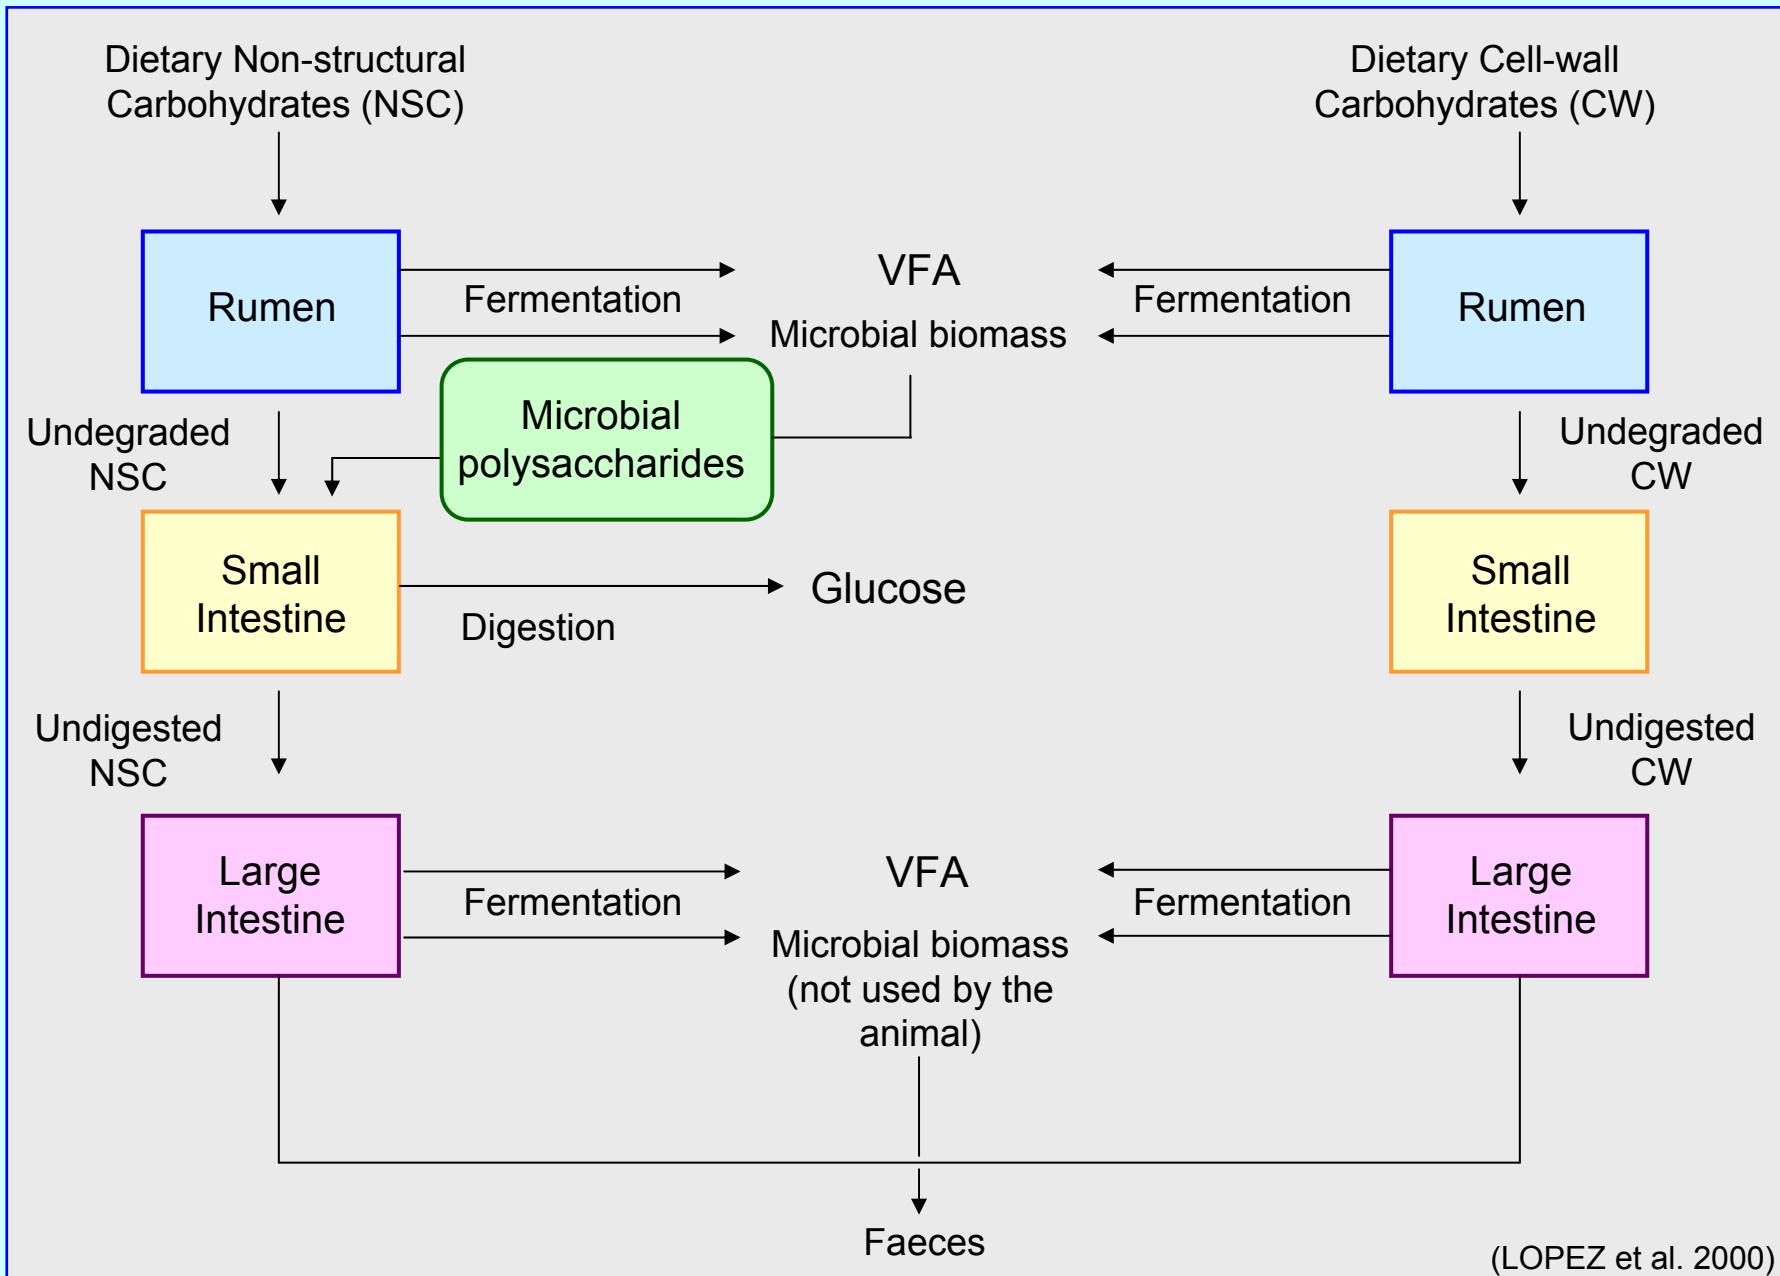 Dietary Non-structural
Carbohydrates (NSC)
Dietary Cell-wall
Carbohydrates (CW)
Rumen
Fermentation
VFA
Microbial biomass
Fermentation
Rumen
Undegraded
NSC
Microbial
polysaccharides
Undegraded
CW
Small
Intestine
Digestion
Glucose
Small
Intestine
Undigested
NSC
Undigested
CW
Large
Intestine
Fermentation
VFA
Microbial biomass
(not used by the
animal)
Fermentation
Large
Intestine
Faeces
(LOPEZ et al. 2000)